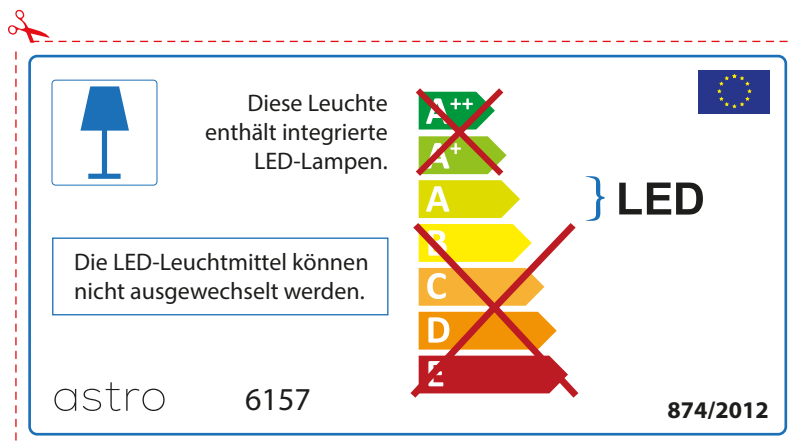 Diese Leuchte
enthält integrierte
LED-Lampen.
A++
A+
A
B
C
D
E
LED
Die LED-Leuchtmittel können
nicht ausgewechselt werden.
astro
6157
874/2012